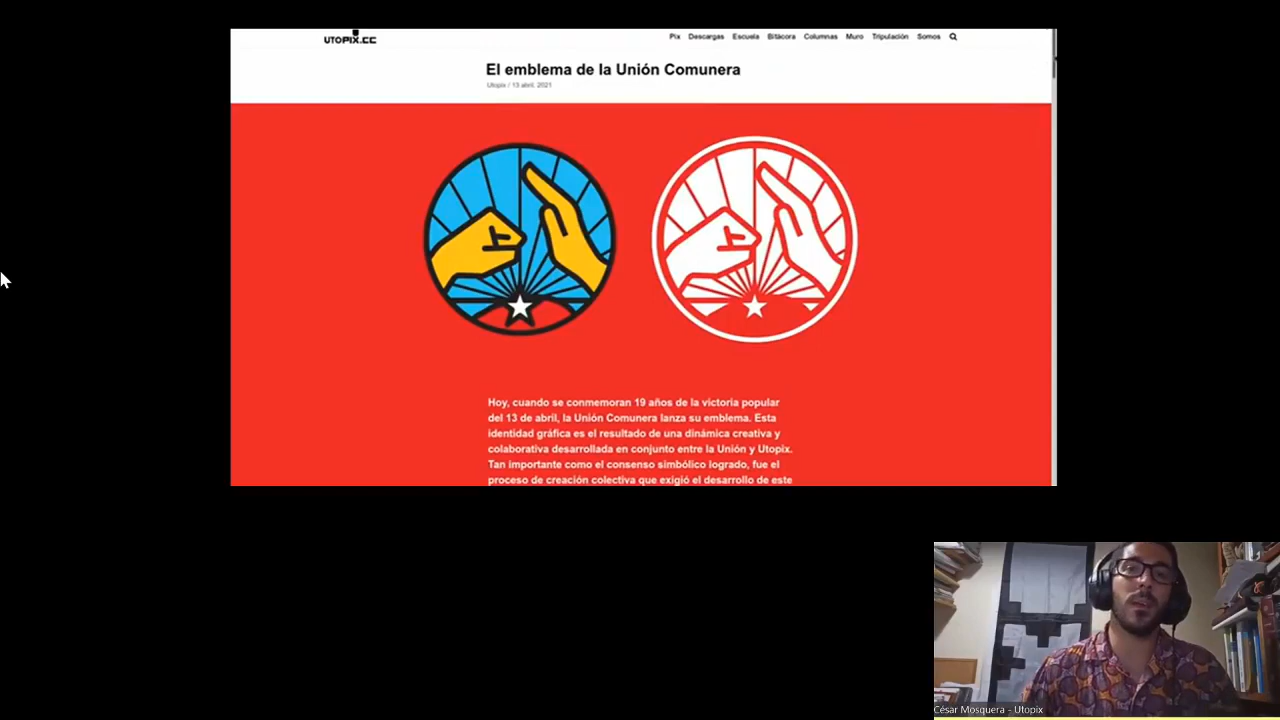 UTOPIX.CC
Pix Descargas Escuela Bitácora Columnas Muro Tripulación Somos
El emblema de la Unión Comunera
Utopix / 13 abril, 2021
Hoy, cuando se conmemoran 19 años de la victoria popular
del 13 de abril, la Unión Comunera lanza su emblema. Esta
identidad gráfica es el resultado de una dinámica creativa y
colaborativa desarrollada en conjunto entre la Unión y Utopix.
Tan importante como el consenso simbólico logrado, fue el
proceso de creación colectiva que exigió el desarrollo de este
César Mosquera - Utopix